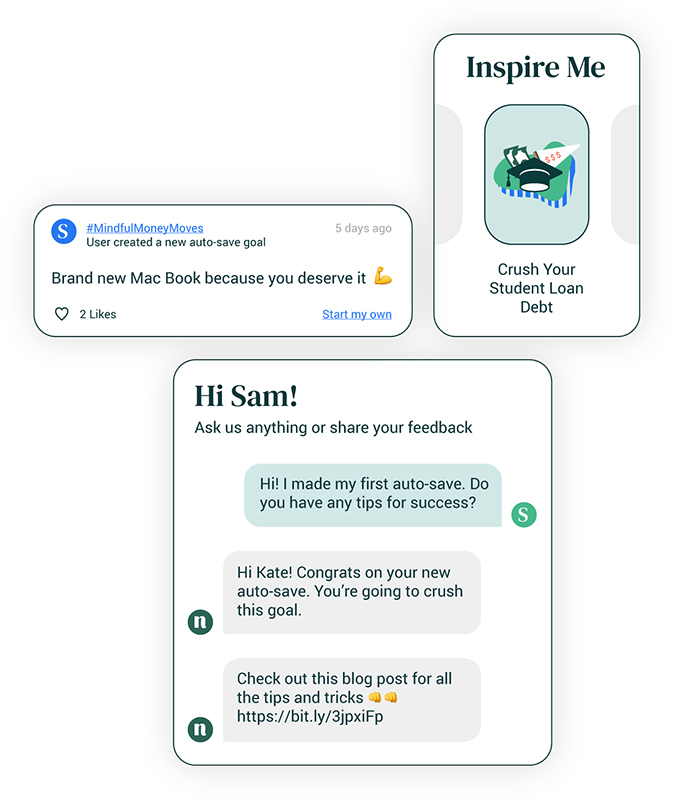 Inspire Me
$$$
Crush Your
Student Loan
Debt
S
#MindfulMoneyMoves
5 days ago
User created a new auto-save goal
Brand new Mac Book because you deserve it 💪
2 Likes
Start my own
Hi Sam!
Ask us anything or share your feedback
Hi! I made my first auto-save. Do
you have any tips for success?
S
Hi Kate! Congrats on your new
auto-save. You’re going to crush
this goal.
n
Check out this blog post for all
the tips and tricks 👊👊
https://bit.ly/3jpxiFp
n